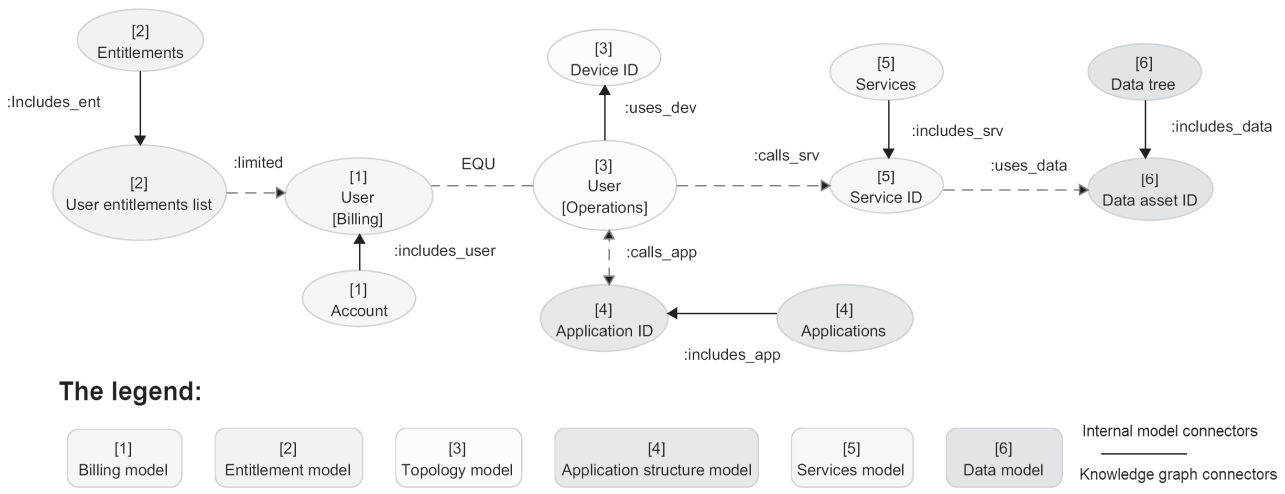 [2]
Entitlements
:Includes_ent
[2]
User entitlements list
:limited
[1]
User
[Billing]
:includes_user
[1]
Account
EQU
[3]
Device ID
:uses_dev
[3]
User
[Operations]
:calls_app
[4]
Application ID
:includes_app
[4]
Applications
:calls_srv
[5]
Services
:includes_srv
[5]
Service ID
:uses_data
[6]
Data tree
:includes_data
[6]
Data asset ID
The legend:
[1]
Billing model
[2]
Entitlement model
[3]
Topology model
[4]
Application structure model
[5]
Services model
[6]
Data model
Internal model connectors
Knowledge graph connectors